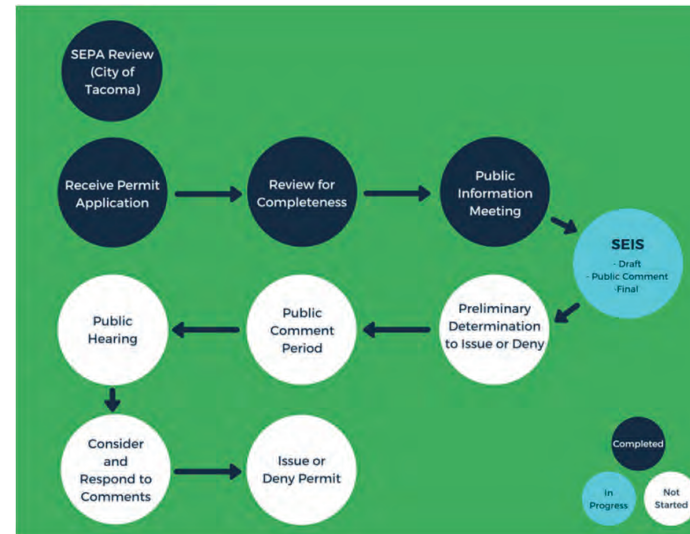 SEPA Review
(City of
Tacoma)
Receive Permit
Application
Review for
Completeness
Public
Information
Meeting
SEIS
- Draft
- Public Comment
-Final
Preliminary
Determination
to Issue or Deny
Public
Comment
Period
Public
Hearing
Consider
and
Respond to
Comments
Issue or
Deny Permit
Completed
In
Progress
Not
Started